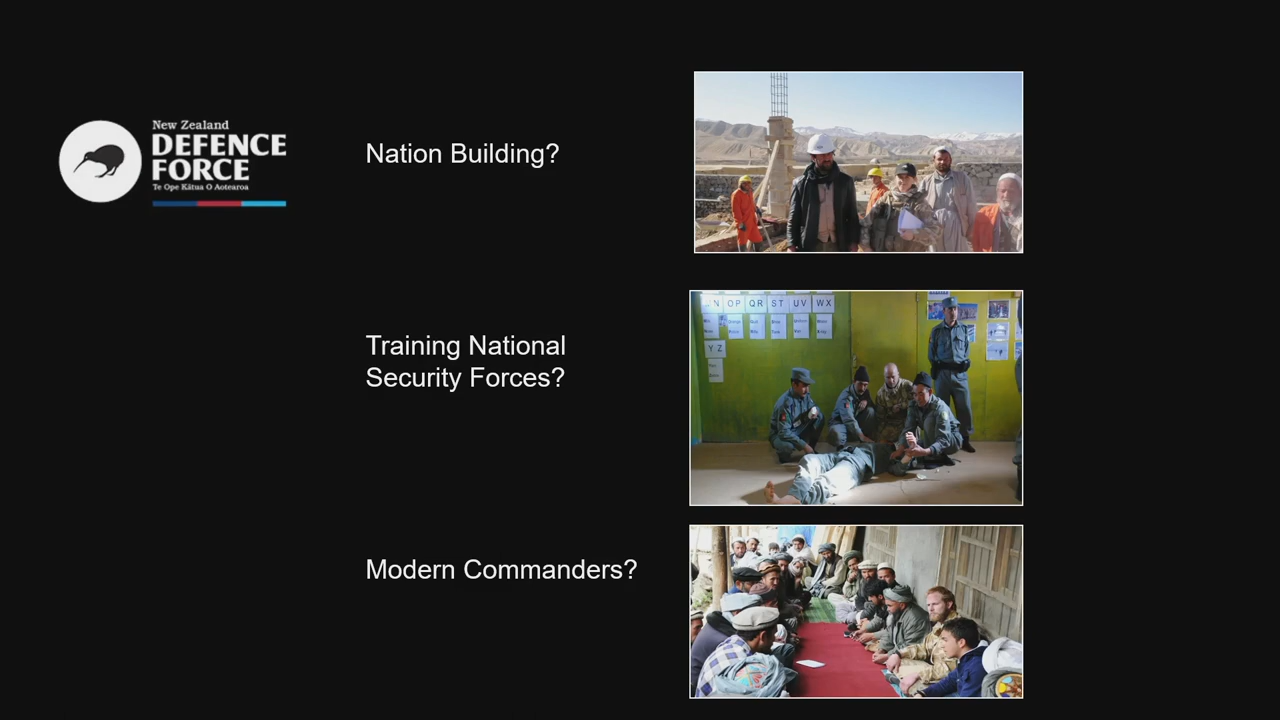 New Zealand
DEFENCE
FORCE
Te Ope Kātua O Aotearoa
Nation Building?
N OP QR ST UV WX
YZ
Training National
Security Forces?
Modern Commanders?